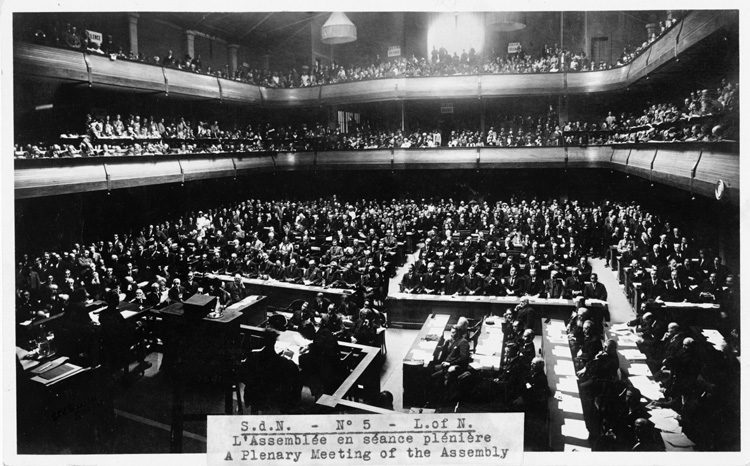 S.d.N. - N° 5 - L.of N.
L'Assemblée en séance plénière
A Plenary Meeting of the Assembly